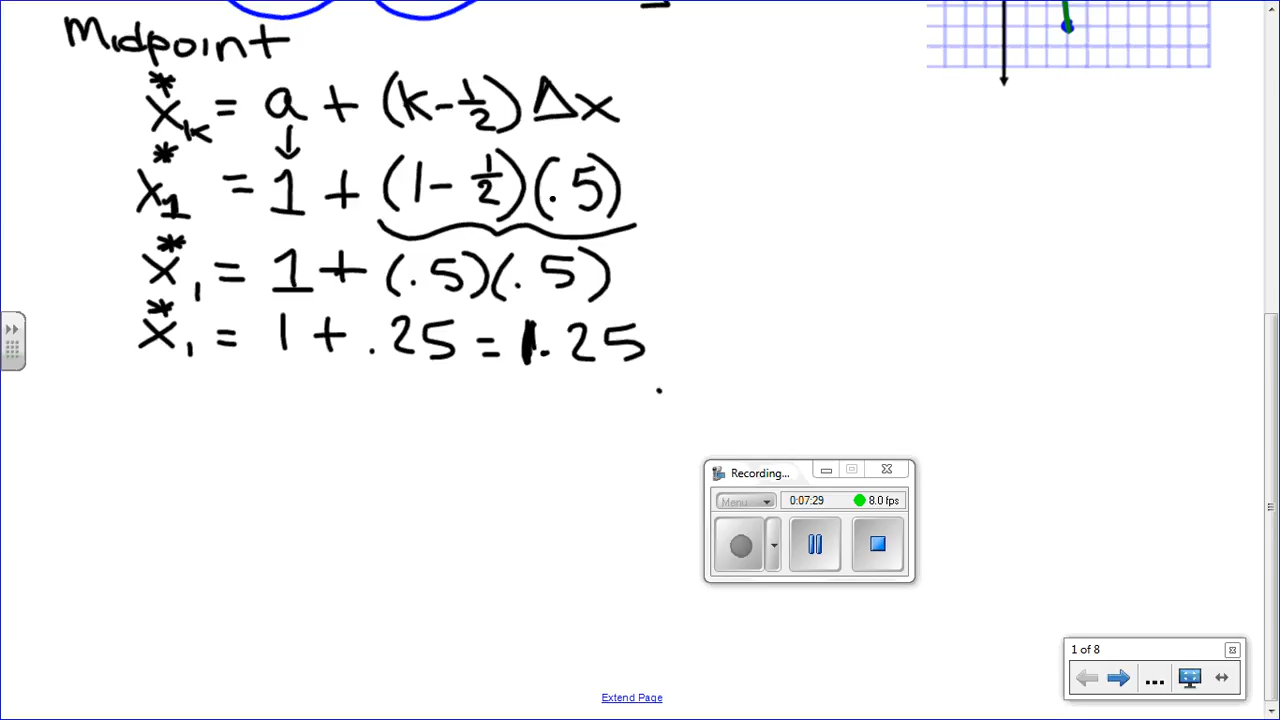 Midpoint
x*k = a + (k - 1/2) Δx
↓
x*1 = 1 + (1 - 1/2)(.5)
x*1 = 1 + (.5)(.5)
x*1 = 1 + .25 = 1.25
Recording...
Menu
0:07:29
8.0 fps
1 of 8
...
Extend Page